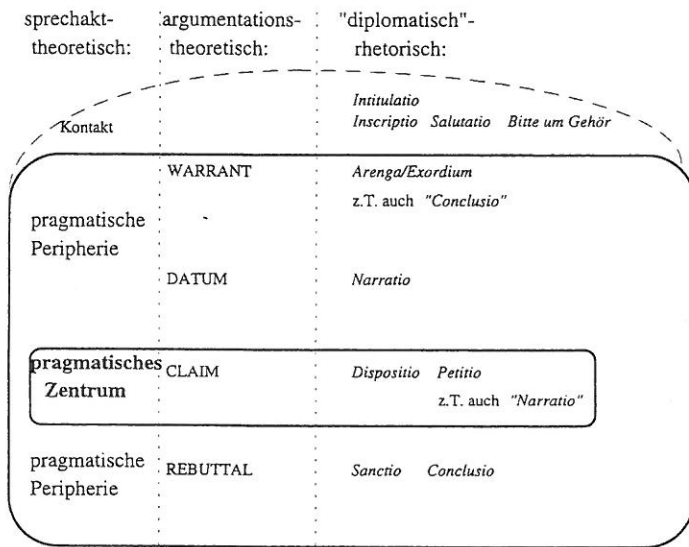 sprechakt- argumentations- "diplomatisch"-
theoretisch: theoretisch: rhetorisch:
Intitulatio
Kontakt Inscriptio Salutatio Bitte um Gehör
WARRANT Arenga/Exordium
z.T. auch "Conclusio"
pragmatische
Peripherie
DATUM Narratio
pragmatisches CLAIM Dispositio Petitio
Zentrum z.T. auch "Narratio"
pragmatische REBUTTAL Sanctio Conclusio
Peripherie